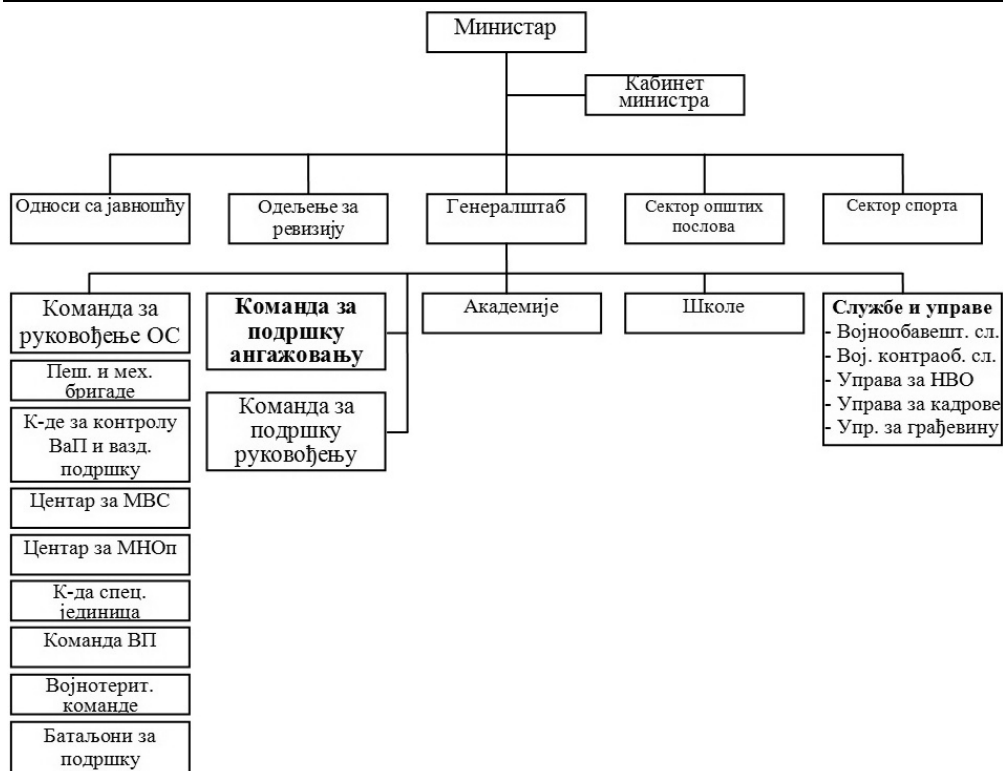 Министар
Кабинет
министра
Односи са јавношћу
Одељење за
ревизију
Генералштаб
Сектор општих
послова
Сектор спорта
Команда за
руковођење ОС
Команда за
подршку
ангажовању
Академије
Школе
Службе и управе
- Војнообавешт. сл.
- Вој. контраоб. сл.
- Управа за НВО
- Управа за кадрове
- Упр. за грађевину
Команда за
подршку
руковођењу
Пеш. и мех.
бригаде
К-де за контролу
ВаП и вазд.
подршку
Центар за МВС
Центар за МНОп
К-да спец.
јединица
Команда ВП
Војнотерит.
команде
Батаљони за
подршку